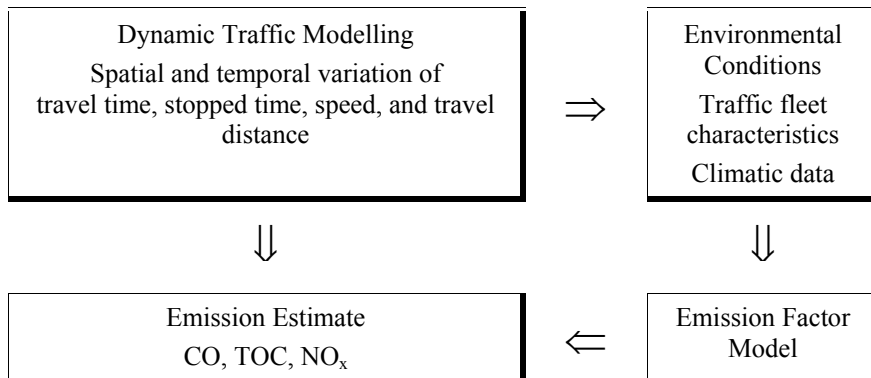 Dynamic Traffic Modelling
Spatial and temporal variation of
travel time, stopped time, speed, and travel
distance
⇒
Environmental
Conditions
Traffic fleet
characteristics
Climatic data
⇓
⇓
Emission Estimate
CO, TOC, NOₓ
⇐
Emission Factor
Model